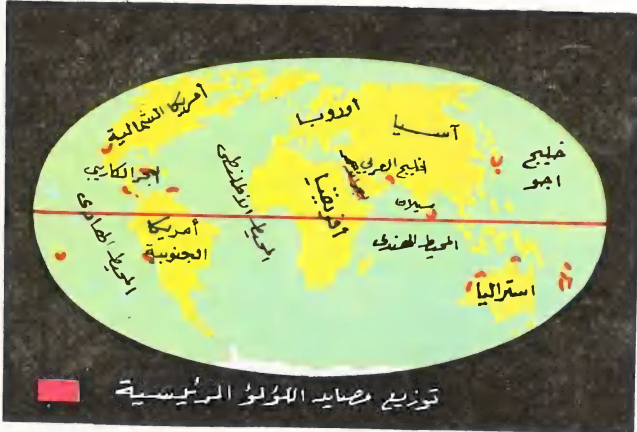 أمريكا الشمالية
أوروبا
آسيا
خليج
اجو
البحر الكاريبي
المحيط الأطلنطي
أفريقيا
الخليج العربي
سيلان
المحيط الهادي
أمريكا
الجنوبية
المحيط الهندي
استراليا
توزيع مصايد اللؤلؤ الرئيسية